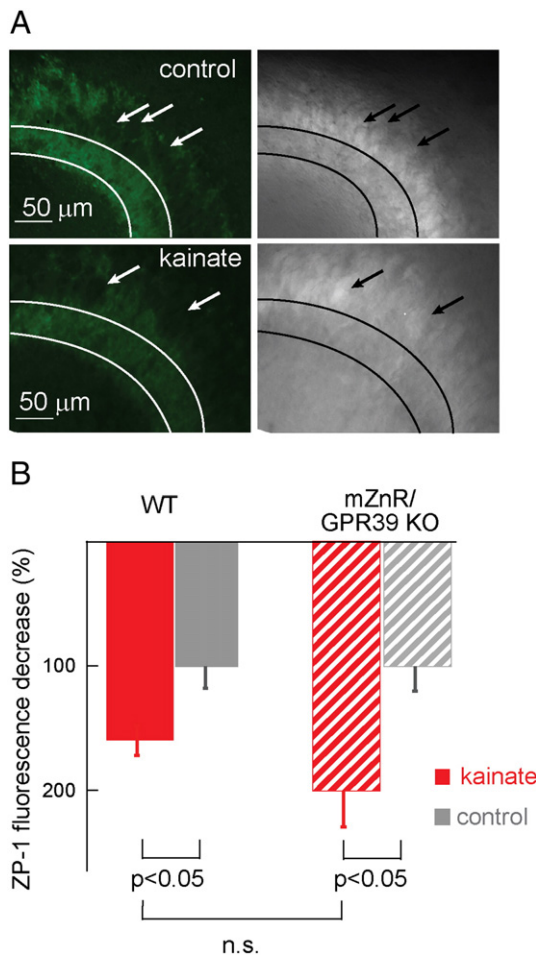 A
control
50 µm
kainate
50 µm
B
WT
mZnR/
GPR39 KO
ZP-1 fluorescence decrease (%)
100
200
kainate
control
p<0.05
p<0.05
n.s.